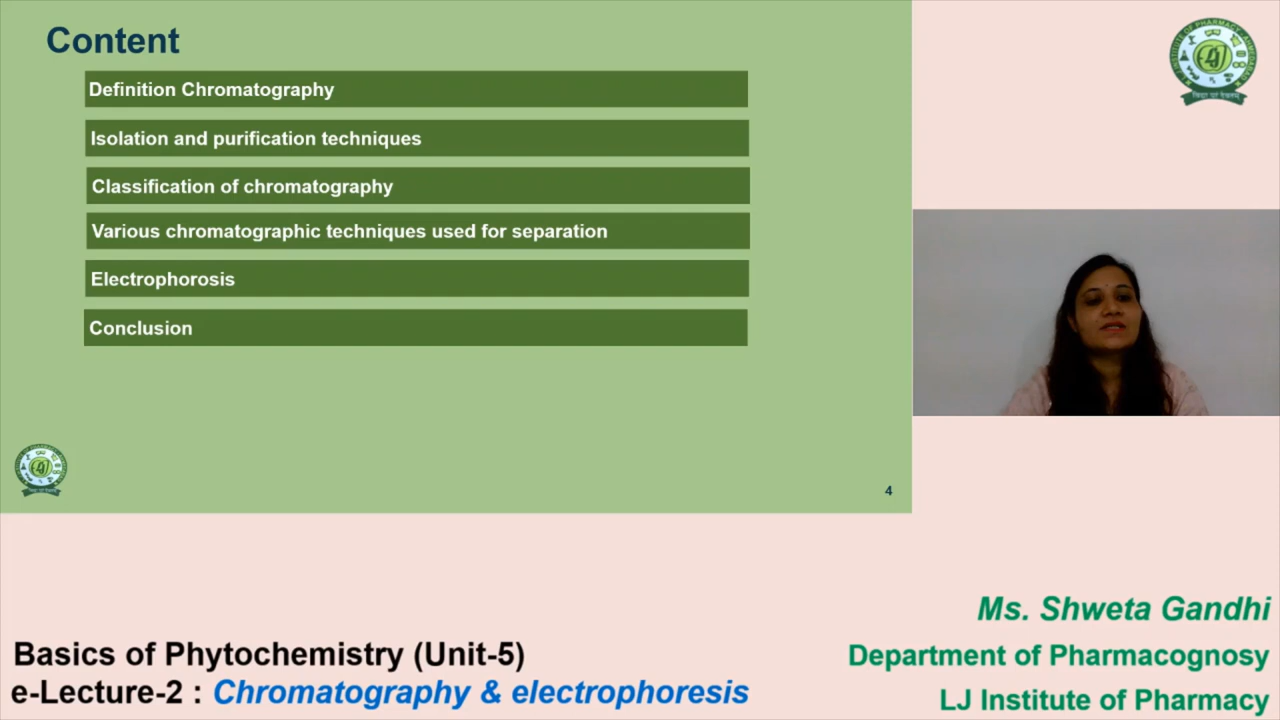 Content
Definition Chromatography
Isolation and purification techniques
Classification of chromatography
Various chromatographic techniques used for separation
Electrophorosis
Conclusion
4
Ms. Shweta Gandhi
Basics of Phytochemistry (Unit-5)
Department of Pharmacognosy
e-Lecture-2 : Chromatography & electrophoresis
LJ Institute of Pharmacy